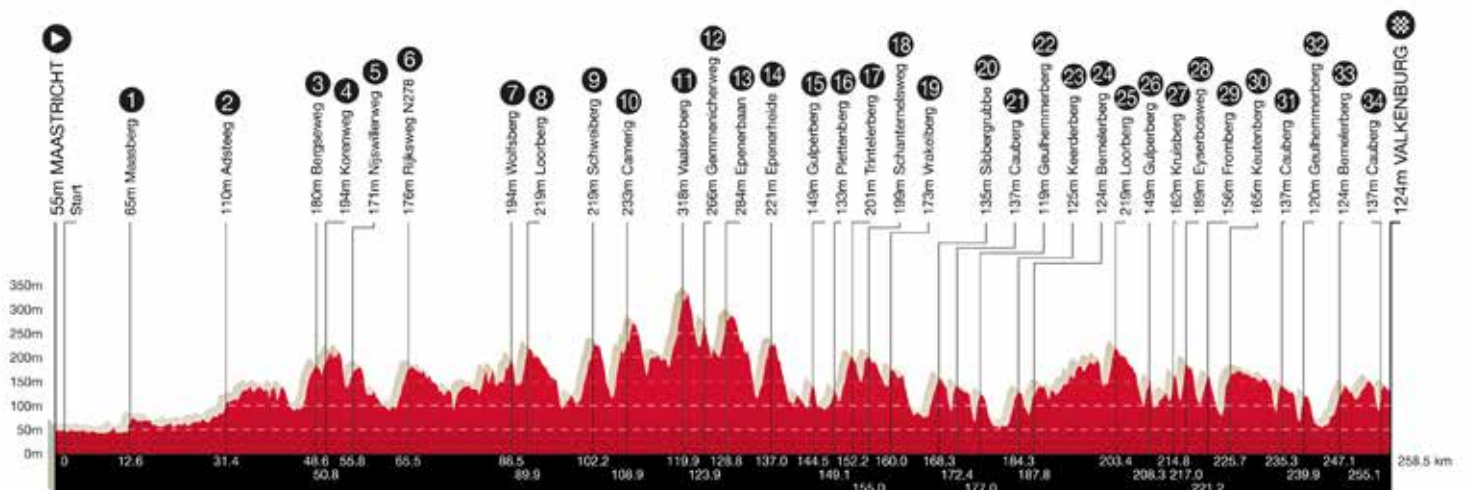 55m MAASTRICHT
Start
1
65m Maasberg
2
110m Adsteeg
3
180m Bergseweg
4
194m Korenweg
5
171m Nijswillerweg
6
176m Rijksweg N278
7
194m Wolfsberg
8
219m Loorberg
9
219m Schweiberg
10
233m Camerig
11
318m Vaalserberg
12
266m Gemmenicherweg
13
284m Epenerbaan
14
221m Eperheide
15
149m Gulperberg
16
133m Plettenberg
17
201m Trintelerberg
18
199m Schanternelsweg
19
173m Vrakelberg
20
135m Sibbergrubbe
21
137m Cauberg
22
119m Geulhemmerberg
23
125m Keerderberg
24
124m Bemelerberg
25
219m Loorberg
26
149m Gulperberg
27
162m Kruisberg
28
189m Eyserbosweg
29
156m Fromberg
30
165m Keutenberg
31
137m Cauberg
32
120m Geulhemmerberg
33
124m Bemelerberg
34
137m Cauberg
124m VALKENBURG
350m
300m
250m
200m
150m
100m
50m
0m
0 12.6 31.4 48.6 55.8 65.5 86.5 102.2 119.9 128.8 137.0 144.5 152.2 160.0 168.3 184.3 203.4 214.8 225.7 235.3 247.1 258.5 km
50.8 89.9 108.9 123.9 149.1 172.4 187.8 208.3 217.0 239.9 255.1
155.0 177.0 221.2